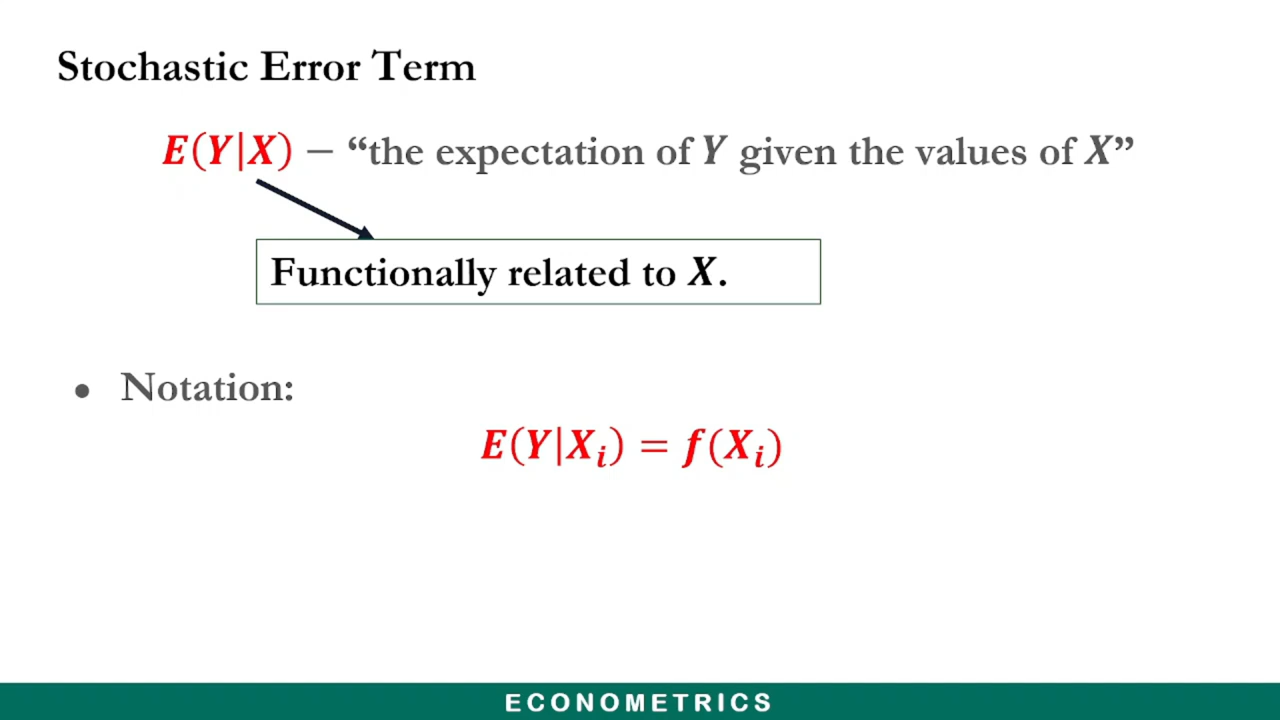 Stochastic Error Term
E(Y|X) − “the expectation of Y given the values of X”
Functionally related to X.
• Notation:
E(Y|Xᵢ) = f(Xᵢ)
ECONOMETRICS